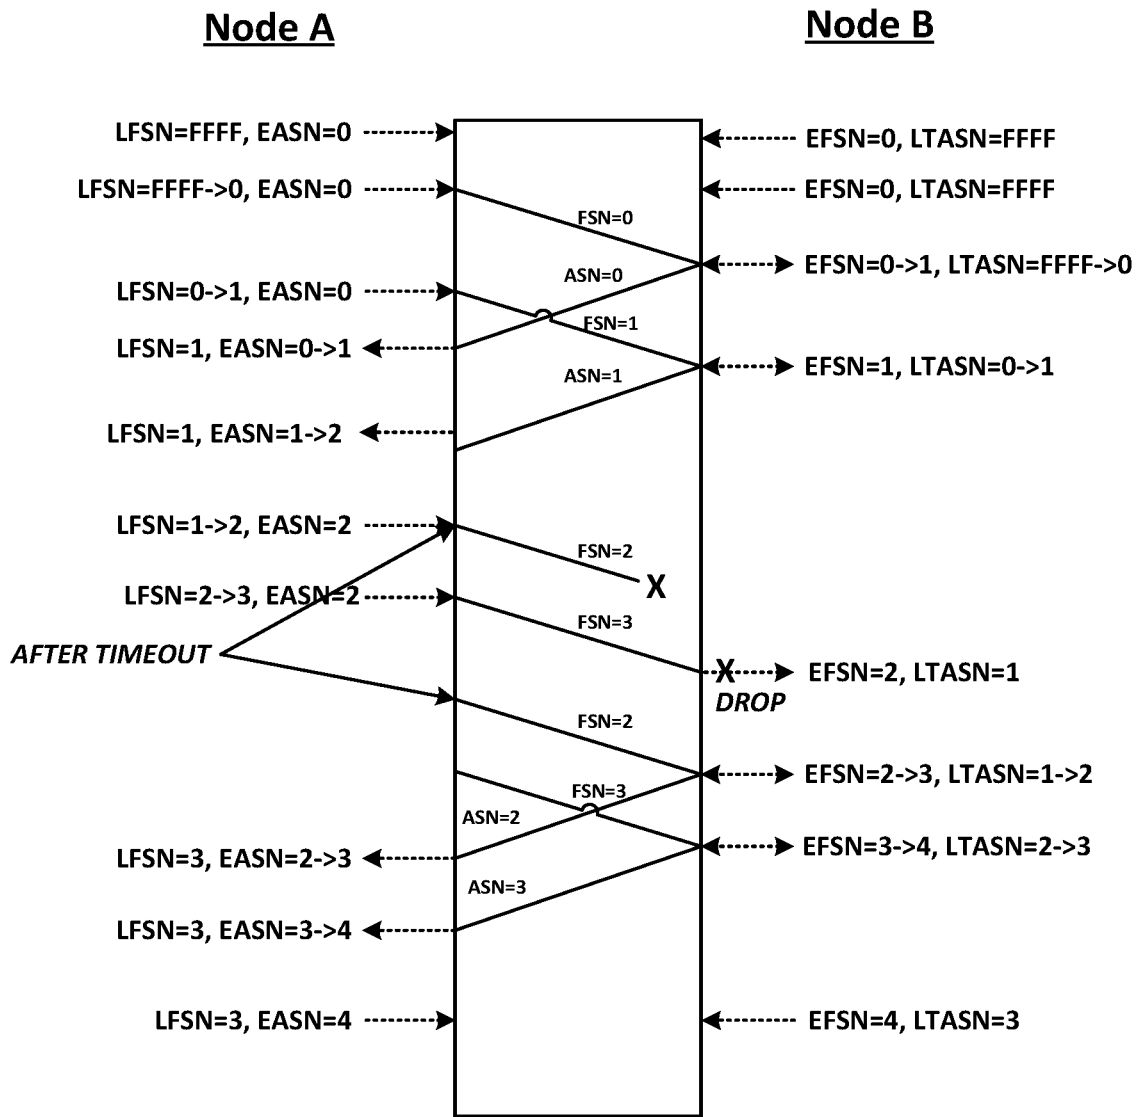 Node A
Node B
LFSN=FFFF, EASN=0
EFSN=0, LTASN=FFFF
LFSN=FFFF->0, EASN=0
EFSN=0, LTASN=FFFF
FSN=0
ASN=0
EFSN=0->1, LTASN=FFFF->0
LFSN=0->1, EASN=0
FSN=1
LFSN=1, EASN=0->1
ASN=1
EFSN=1, LTASN=0->1
LFSN=1, EASN=1->2
LFSN=1->2, EASN=2
FSN=2
X
LFSN=2->3, EASN=2
FSN=3
AFTER TIMEOUT
X
EFSN=2, LTASN=1
DROP
FSN=2
EFSN=2->3, LTASN=1->2
FSN=3
ASN=2
EFSN=3->4, LTASN=2->3
LFSN=3, EASN=2->3
ASN=3
LFSN=3, EASN=3->4
LFSN=3, EASN=4
EFSN=4, LTASN=3